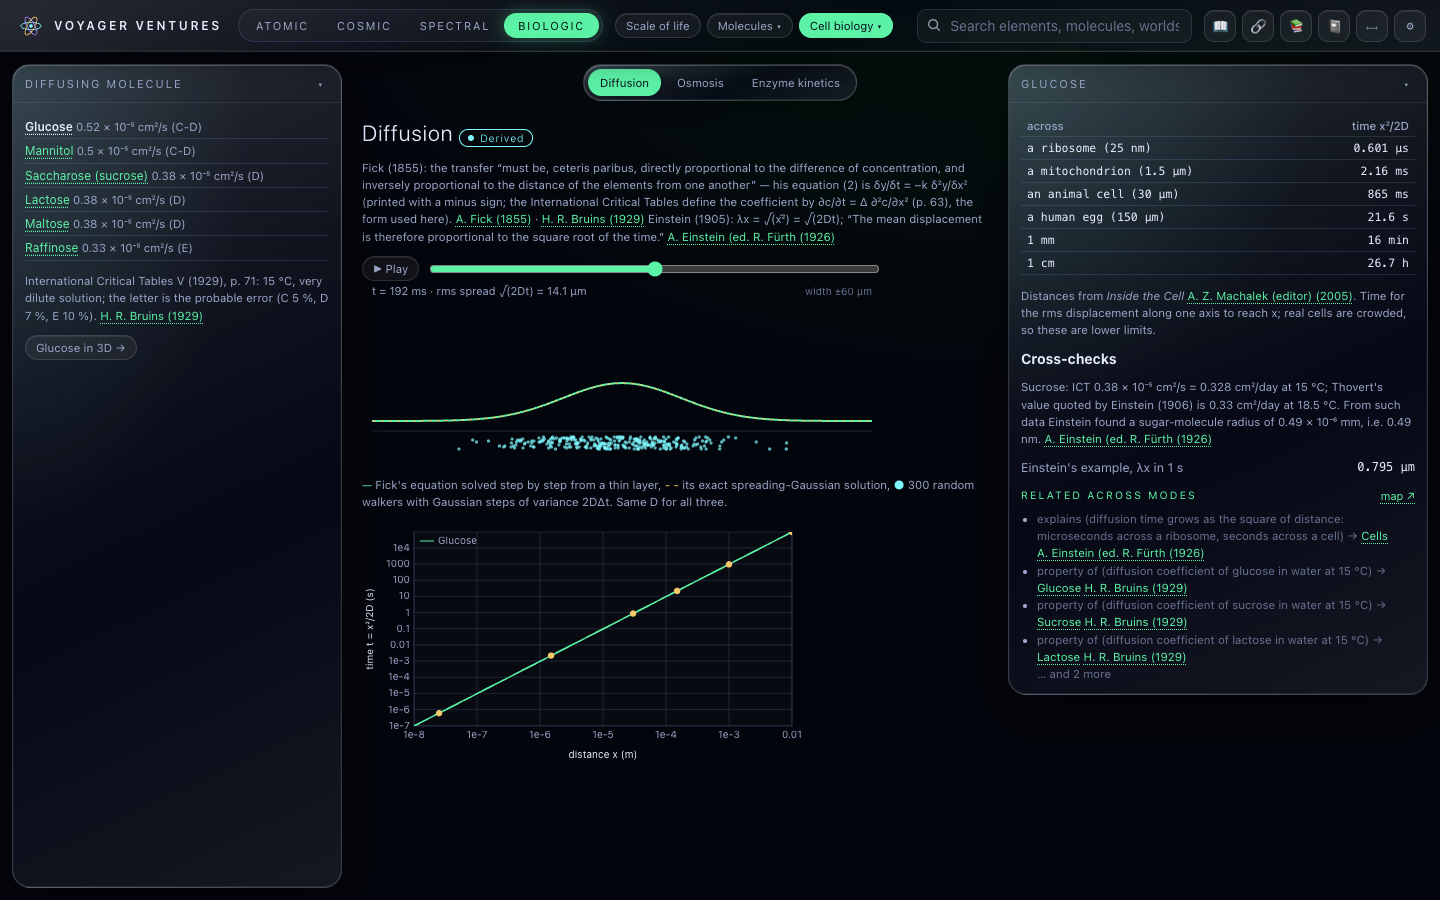 VOYAGER VENTURES
ATOMIC COSMIC SPECTRAL BIOLOGIC
Scale of life Molecules ▾ Cell biology ▾
Search elements, molecules, worlds
DIFFUSING MOLECULE ▾
Glucose 0.52 × 10⁻⁵ cm²/s (C-D)
Mannitol 0.5 × 10⁻⁵ cm²/s (C-D)
Saccharose (sucrose) 0.38 × 10⁻⁵ cm²/s (D)
Lactose 0.38 × 10⁻⁵ cm²/s (D)
Maltose 0.38 × 10⁻⁵ cm²/s (D)
Raffinose 0.33 × 10⁻⁵ cm²/s (E)
International Critical Tables V (1929), p. 71: 15 °C, very
dilute solution; the letter is the probable error (C 5 %, D
7 %, E 10 %). H. R. Bruins (1929)
Glucose in 3D →
Diffusion Osmosis Enzyme kinetics
Diffusion Derived
Fick (1855): the transfer “must be, ceteris paribus, directly proportional to the difference of concentration, and
inversely proportional to the distance of the elements from one another” — his equation (2) is δy/δt = −k δ²y/δx²
(printed with a minus sign; the International Critical Tables define the coefficient by ∂c/∂t = Δ ∂²c/∂x² (p. 63), the
form used here). A. Fick (1855) · H. R. Bruins (1929) Einstein (1905): λx = √(x̄²) = √(2Dt); “The mean displacement
is therefore proportional to the square root of the time.” A. Einstein (ed. R. Fürth (1926)
▶ Play
t = 192 ms · rms spread √(2Dt) = 14.1 µm
width ±60 µm
— Fick's equation solved step by step from a thin layer, - - its exact spreading-Gaussian solution, ● 300 random
walkers with Gaussian steps of variance 2DΔt. Same D for all three.
Glucose
1e4
1000
100
10
1
0.1
0.01
1e-3
1e-4
1e-5
1e-6
1e-7
time t = x²/2D (s)
1e-8 1e-7 1e-6 1e-5 1e-4 1e-3 0.01
distance x (m)
GLUCOSE ▾
across time x²/2D
a ribosome (25 nm) 0.601 µs
a mitochondrion (1.5 µm) 2.16 ms
an animal cell (30 µm) 865 ms
a human egg (150 µm) 21.6 s
1 mm 16 min
1 cm 26.7 h
Distances from Inside the Cell A. Z. Machalek (editor) (2005). Time for
the rms displacement along one axis to reach x; real cells are crowded,
so these are lower limits.
Cross-checks
Sucrose: ICT 0.38 × 10⁻⁵ cm²/s = 0.328 cm²/day at 15 °C; Thovert's
value quoted by Einstein (1906) is 0.33 cm²/day at 18.5 °C. From such
data Einstein found a sugar-molecule radius of 0.49 × 10⁻⁶ mm, i.e. 0.49
nm. A. Einstein (ed. R. Fürth (1926)
Einstein's example, λx in 1 s 0.795 µm
RELATED ACROSS MODES map ↗
• explains (diffusion time grows as the square of distance:
microseconds across a ribosome, seconds across a cell) → Cells
A. Einstein (ed. R. Fürth (1926)
• property of (diffusion coefficient of glucose in water at 15 °C) →
Glucose H. R. Bruins (1929)
• property of (diffusion coefficient of sucrose in water at 15 °C) →
Sucrose H. R. Bruins (1929)
• property of (diffusion coefficient of lactose in water at 15 °C) →
Lactose H. R. Bruins (1929)
… and 2 more